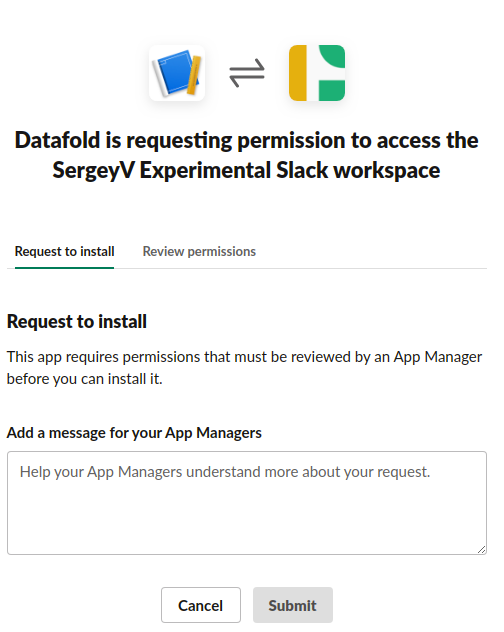 Datafold is requesting permission to access the
SergeyV Experimental Slack workspace
Request to install
Review permissions
Request to install
This app requires permissions that must be reviewed by an App Manager
before you can install it.
Add a message for your App Managers
Help your App Managers understand more about your request.
Cancel
Submit